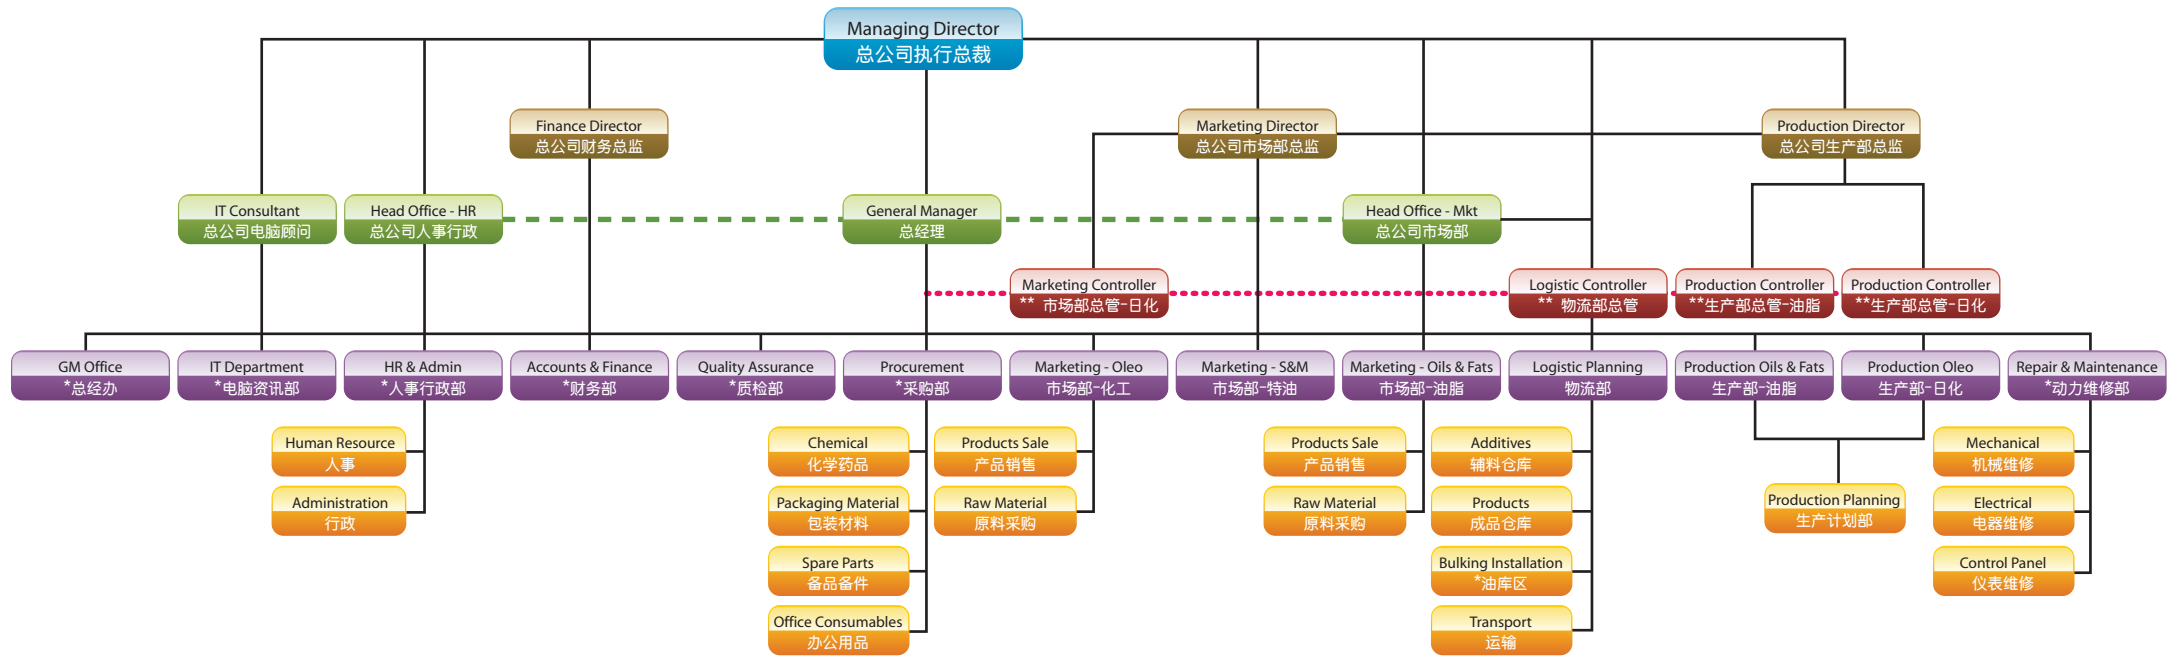 Managing Director
总公司执行总裁
Finance Director
总公司财务总监
Marketing Director
总公司市场部总监
Production Director
总公司生产部总监
IT Consultant
总公司电脑顾问
Head Office - HR
总公司人事行政
General Manager
总经理
Head Office - Mkt
总公司市场部
Marketing Controller
** 市场部总管-日化
Logistic Controller
** 物流部总管
Production Controller
**生产部总管-油脂
Production Controller
**生产部总管-日化
GM Office
*总经办
IT Department
*电脑资讯部
HR & Admin
*人事行政部
Accounts & Finance
*财务部
Quality Assurance
*质检部
Procurement
*采购部
Marketing - Oleo
市场部-化工
Marketing - S&M
市场部-特油
Marketing - Oils & Fats
市场部-油脂
Logistic Planning
物流部
Production Oils & Fats
生产部-油脂
Production Oleo
生产部-日化
Repair & Maintenance
*动力维修部
Human Resource
人事
Administration
行政
Chemical
化学药品
Packaging Material
包装材料
Spare Parts
备品备件
Office Consumables
办公用品
Products Sale
产品销售
Raw Material
原料采购
Products Sale
产品销售
Raw Material
原料采购
Additives
辅料仓库
Products
成品仓库
Bulking Installation
*油库区
Transport
运输
Production Planning
生产计划部
Mechanical
机械维修
Electrical
电器维修
Control Panel
仪表维修